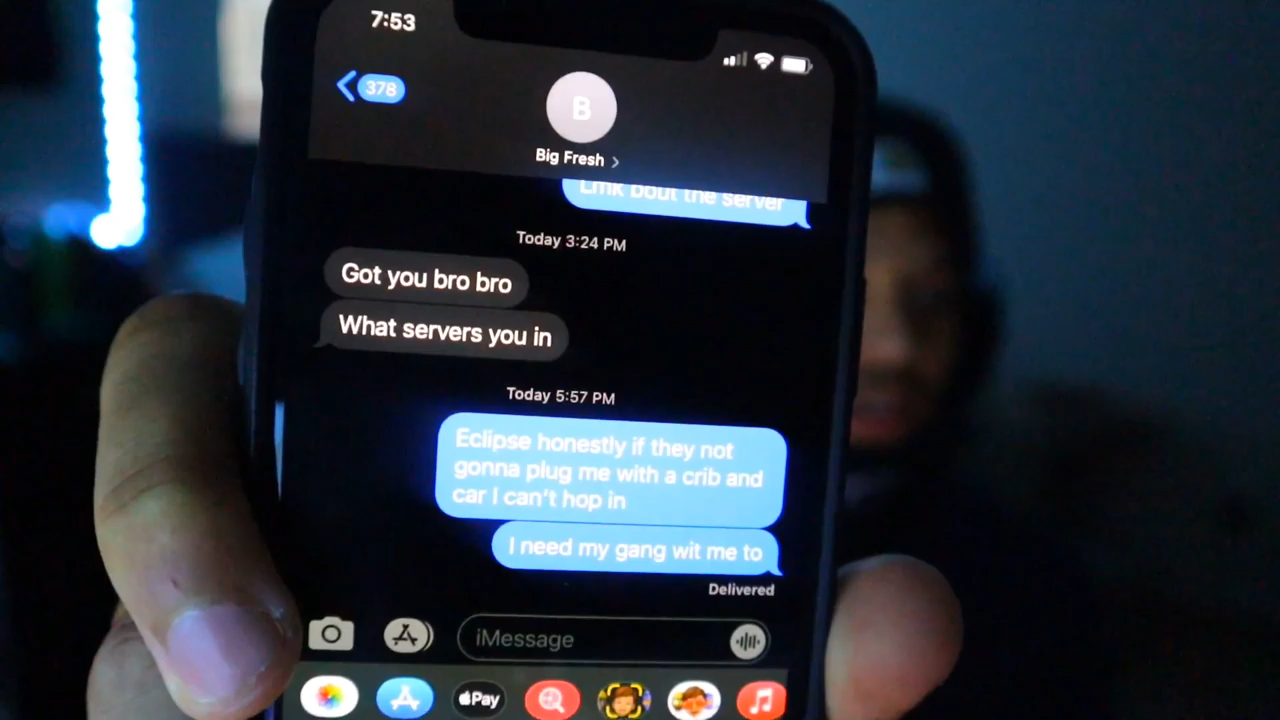 7:53
378
B
Big Fresh
Lmk bout the server
Today 3:24 PM
Got you bro bro
What servers you in
Today 5:57 PM
Eclipse honestly if they not
gonna plug me with a crib and
car I can't hop in
I need my gang wit me to
Delivered
iMessage
Pay